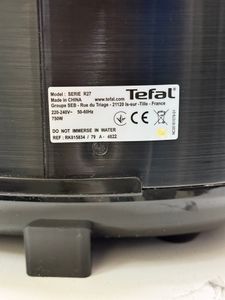 Model : SERIE R27
Made in CHINA
Tefal
www.tefal.com
Groupe SEB - Rue du Triage - 21120 Is-sur -Tille - France
220-240V~ 50-60Hz
750W
DO NOT IMMERSE IN WATER
REF : RK815834 / 79 A - 4822